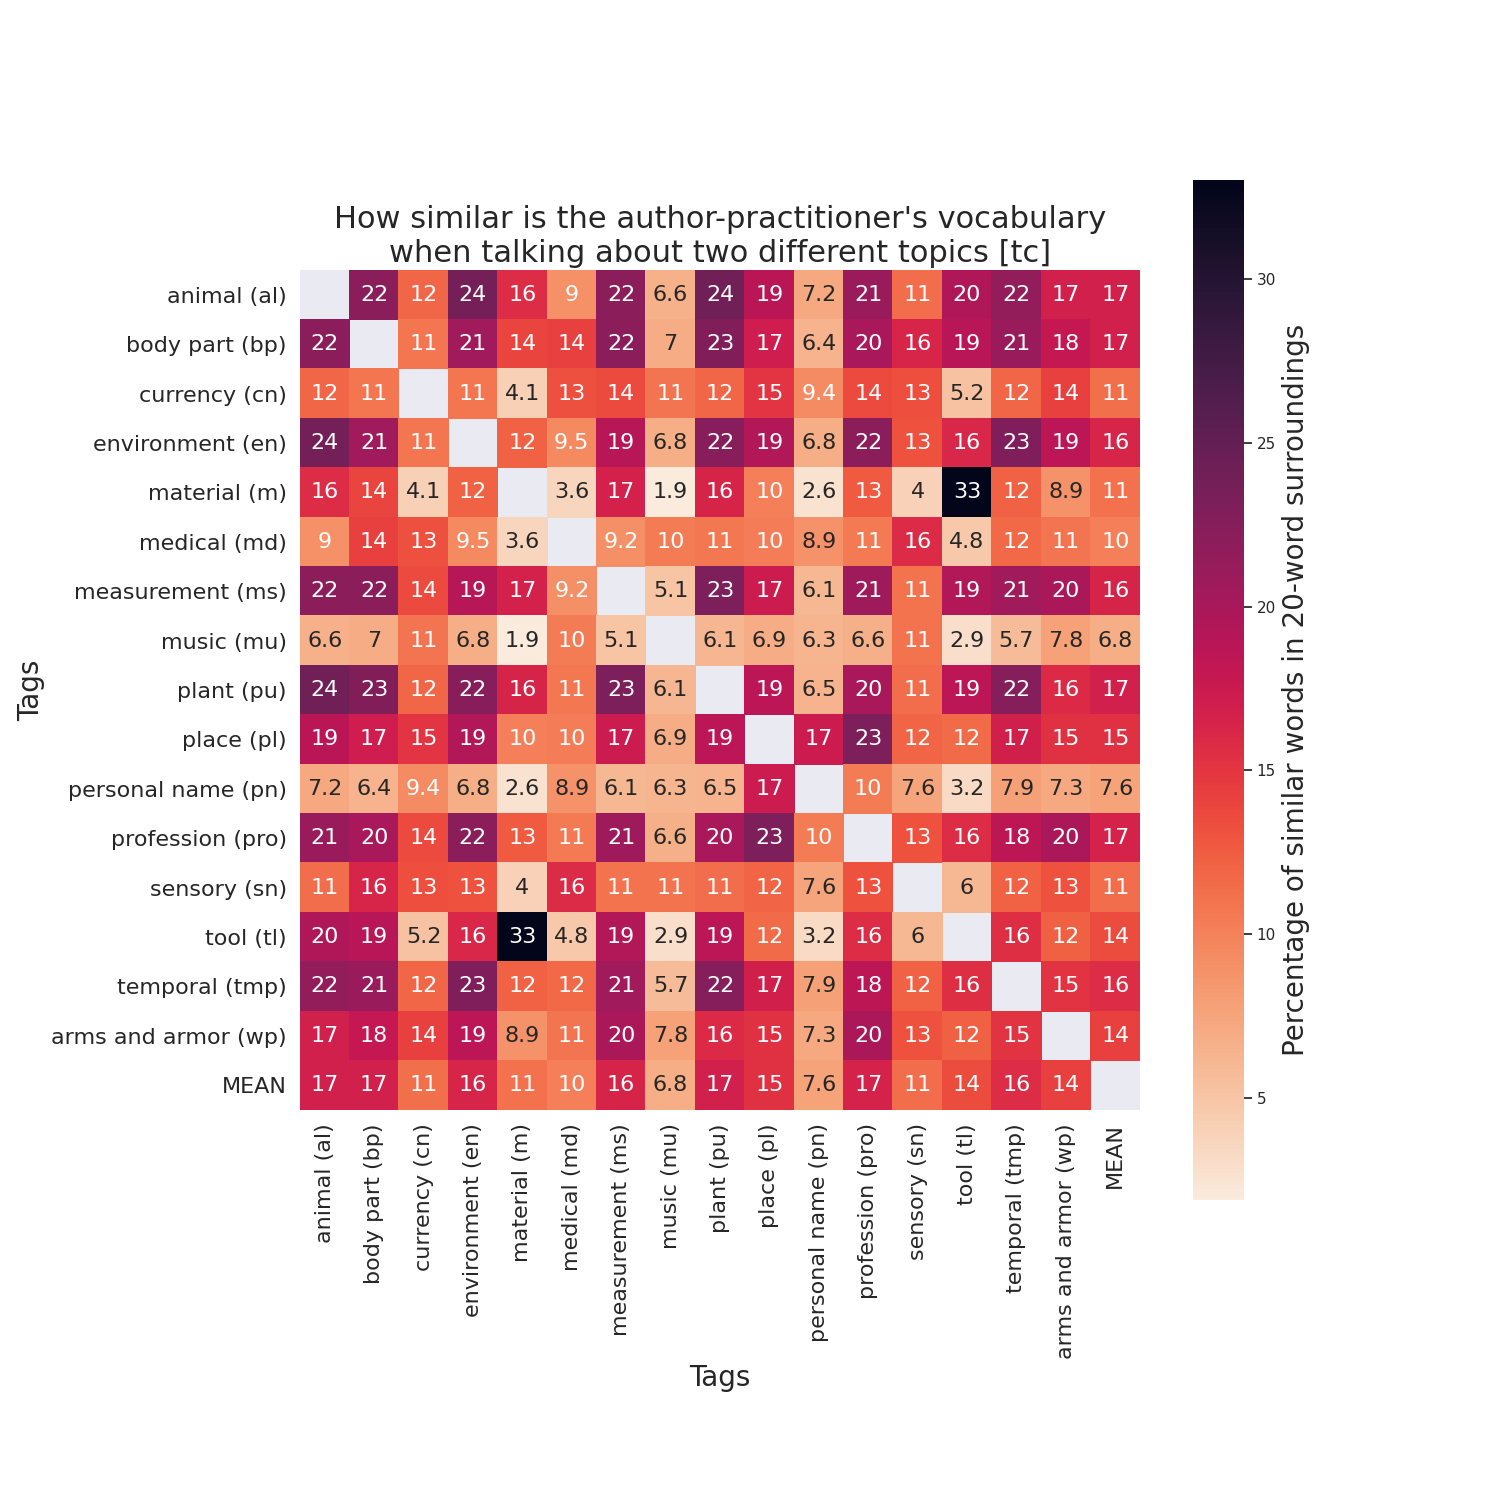 How similar is the author-practitioner's vocabulary
when talking about two different topics [tc]
animal (al) 22 12 24 16 9 22 6.6 24 19 7.2 21 11 20 22 17 17
body part (bp) 22 11 21 14 14 22 7 23 17 6.4 20 16 19 21 18 17
currency (cn) 12 11 11 4.1 13 14 11 12 15 9.4 14 13 5.2 12 14 11
environment (en) 24 21 11 12 9.5 19 6.8 22 19 6.8 22 13 16 23 19 16
material (m) 16 14 4.1 12 3.6 17 1.9 16 10 2.6 13 4 33 12 8.9 11
medical (md) 9 14 13 9.5 3.6 9.2 10 11 10 8.9 11 16 4.8 12 11 10
measurement (ms) 22 22 14 19 17 9.2 5.1 23 17 6.1 21 11 19 21 20 16
music (mu) 6.6 7 11 6.8 1.9 10 5.1 6.1 6.9 6.3 6.6 11 2.9 5.7 7.8 6.8
plant (pu) 24 23 12 22 16 11 23 6.1 19 6.5 20 11 19 22 16 17
place (pl) 19 17 15 19 10 10 17 6.9 19 17 23 12 12 17 15 15
personal name (pn) 7.2 6.4 9.4 6.8 2.6 8.9 6.1 6.3 6.5 17 10 7.6 3.2 7.9 7.3 7.6
profession (pro) 21 20 14 22 13 11 21 6.6 20 23 10 13 16 18 20 17
sensory (sn) 11 16 13 13 4 16 11 11 11 12 7.6 13 6 12 13 11
tool (tl) 20 19 5.2 16 33 4.8 19 2.9 19 12 3.2 16 6 16 12 14
temporal (tmp) 22 21 12 23 12 12 21 5.7 22 17 7.9 18 12 16 15 16
arms and armor (wp) 17 18 14 19 8.9 11 20 7.8 16 15 7.3 20 13 12 15 14
MEAN 17 17 11 16 11 10 16 6.8 17 15 7.6 17 11 14 16 14
Tags
animal (al)
body part (bp)
currency (cn)
environment (en)
material (m)
medical (md)
measurement (ms)
music (mu)
plant (pu)
place (pl)
personal name (pn)
profession (pro)
sensory (sn)
tool (tl)
temporal (tmp)
arms and armor (wp)
MEAN
Tags
30
25
20
15
10
5
Percentage of similar words in 20-word surroundings